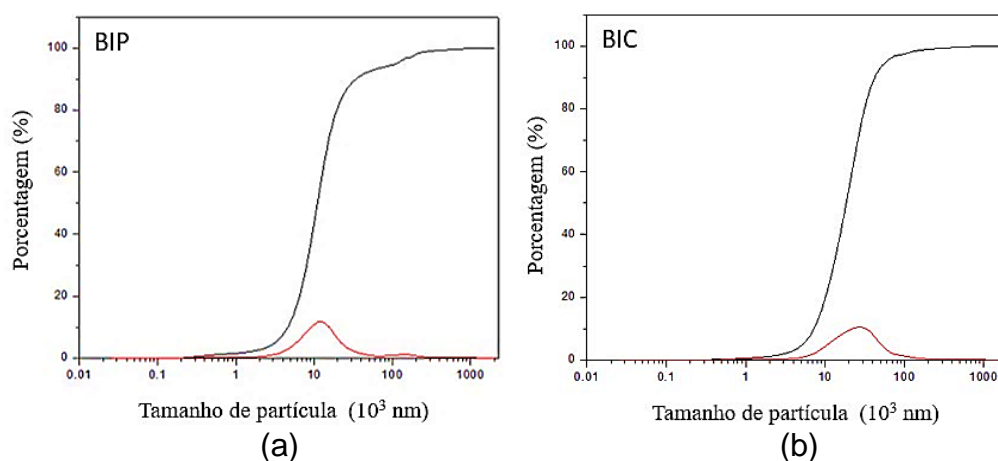 BIP
Porcentagem (%)
100
80
60
40
20
0
0.01 0.1 1 10 100 1000
Tamanho de partícula (10³ nm)
(a)
BIC
Porcentagem (%)
100
80
60
40
20
0
0.01 0.1 1 10 100 1000
Tamanho de partícula (10³ nm)
(b)